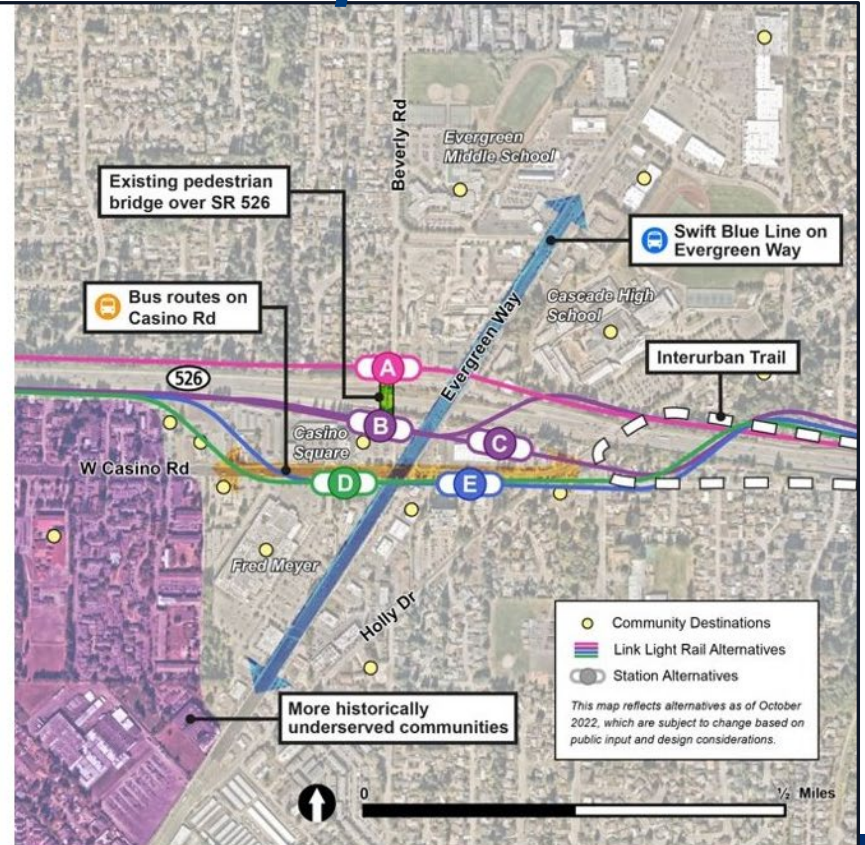 Beverly Rd
Evergreen
Middle School
Existing pedestrian
bridge over SR 526
Swift Blue Line on
Evergreen Way
Bus routes on
Casino Rd
Cascade High
School
Evergreen Way
Interurban Trail
A
526
B
Casino
Square
C
W Casino Rd
D
E
Fred Meyer
Holly Dr
Community Destinations
Link Light Rail Alternatives
Station Alternatives
This map reflects alternatives as of October
2022, which are subject to change based on
public input and design considerations.
More historically
underserved communities
0
½ Miles